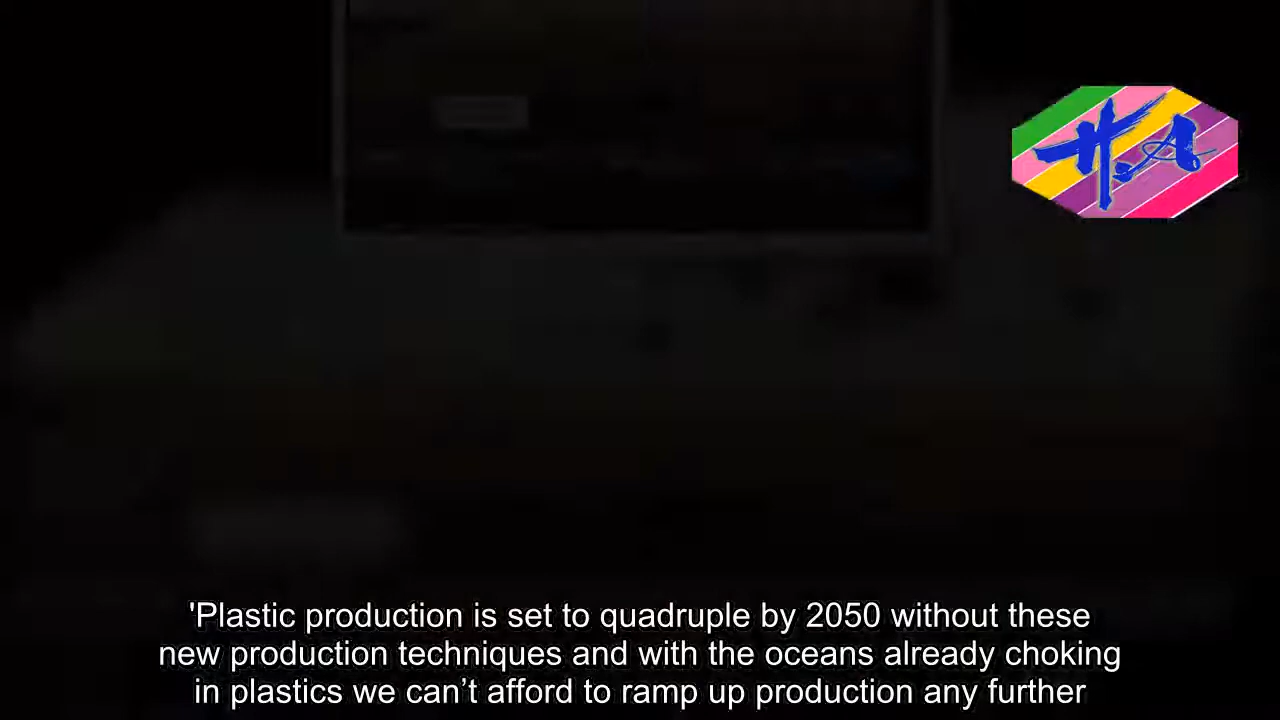 H.A
'Plastic production is set to quadruple by 2050 without these
new production techniques and with the oceans already choking
in plastics we can’t afford to ramp up production any further